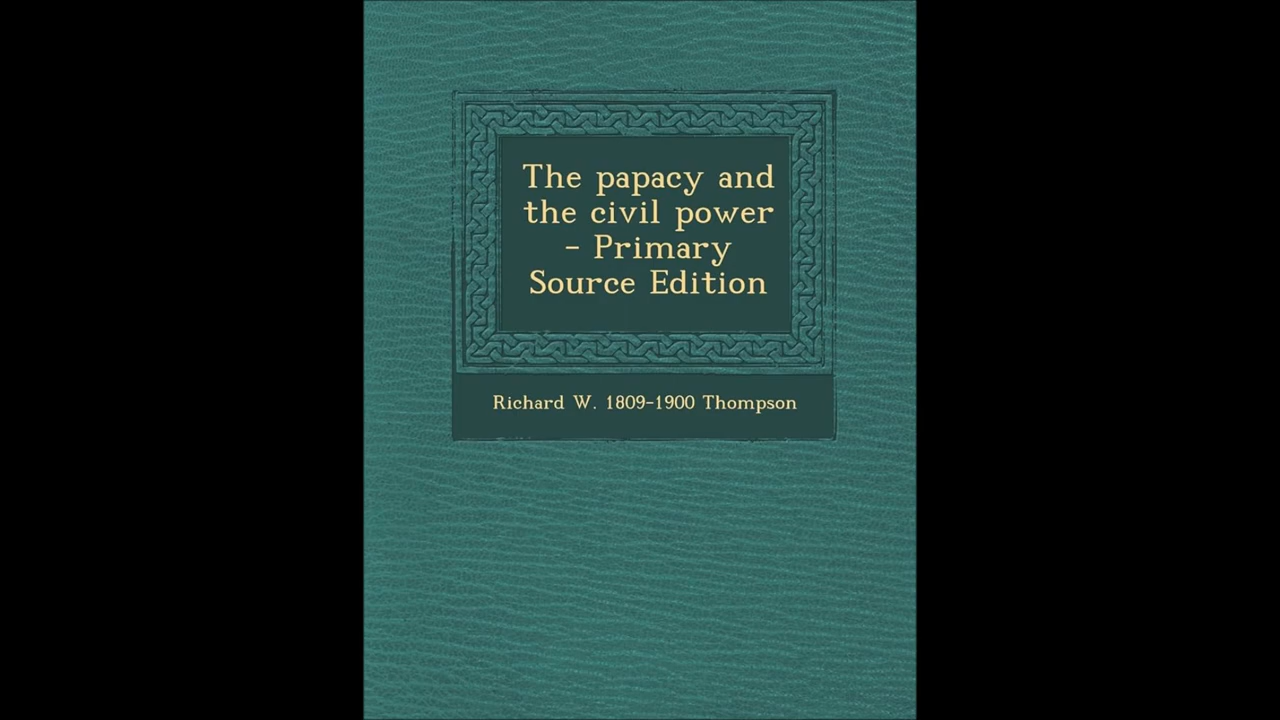 The papacy and
the civil power
- Primary
Source Edition
Richard W. 1809-1900 Thompson